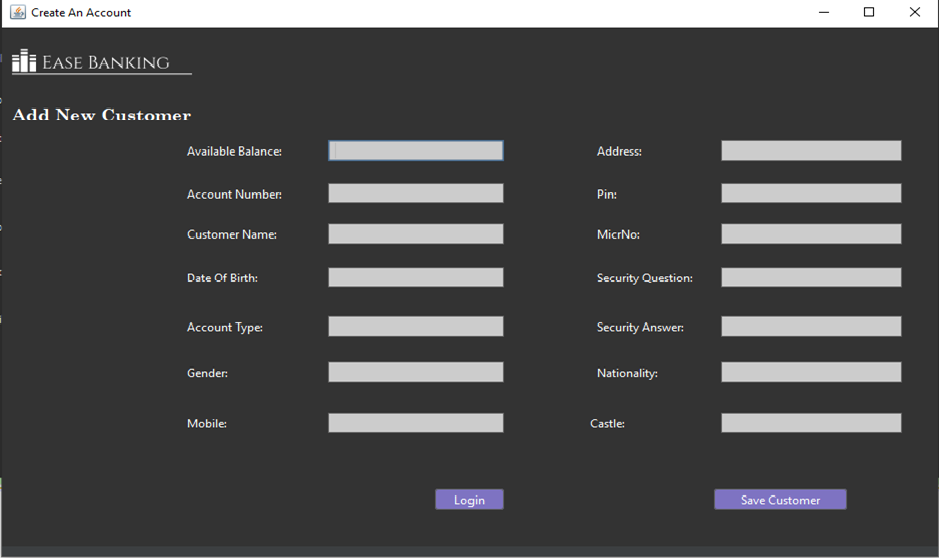 Create An Account
EASE BANKING
Add New Customer
Available Balance: Address:
Account Number: Pin:
Customer Name: MicrNo:
Date Of Birth: Security Question:
Account Type: Security Answer:
Gender: Nationality:
Mobile: Castle:
Login Save Customer